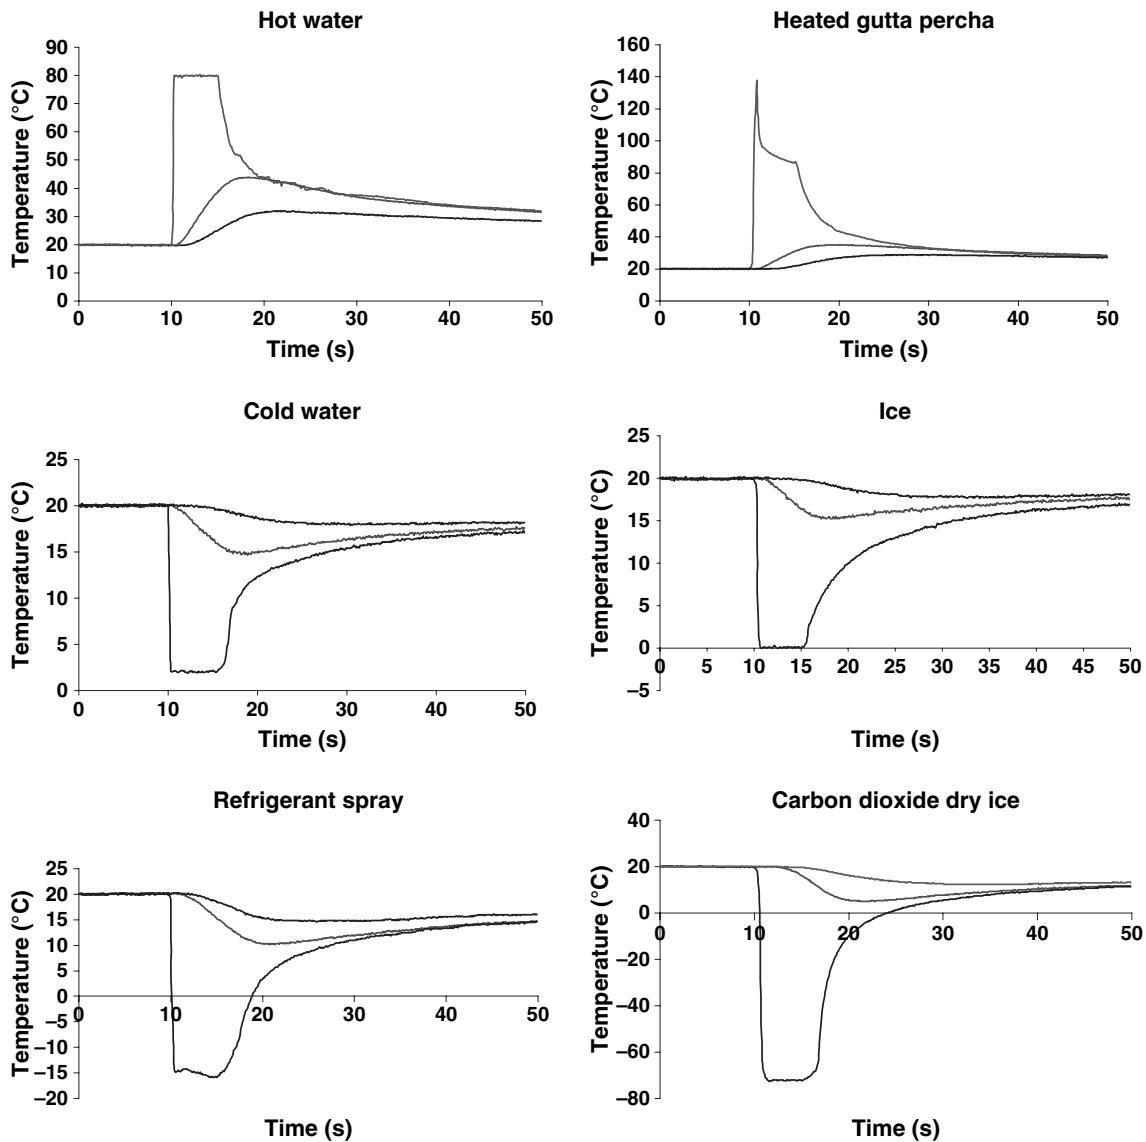 Hot water
90
80
70
60
50
40
30
20
10
0
Temperature (°C)
0 10 20 30 40 50
Time (s)
Heated gutta percha
160
140
120
100
80
60
40
20
0
Temperature (°C)
0 10 20 30 40 50
Time (s)
Cold water
25
20
15
10
5
0
Temperature (°C)
0 10 20 30 40 50
Time (s)
Ice
25
20
15
10
5
0
–5
Temperature (°C)
0 5 10 15 20 25 30 35 40 45 50
Time (s)
Refrigerant spray
25
20
15
10
5
0
–5
–10
–15
–20
Temperature (°C)
0 10 20 30 40 50
Time (s)
Carbon dioxide dry ice
40
20
0
–20
–40
–60
–80
Temperature (°C)
0 10 20 30 40 50
Time (s)